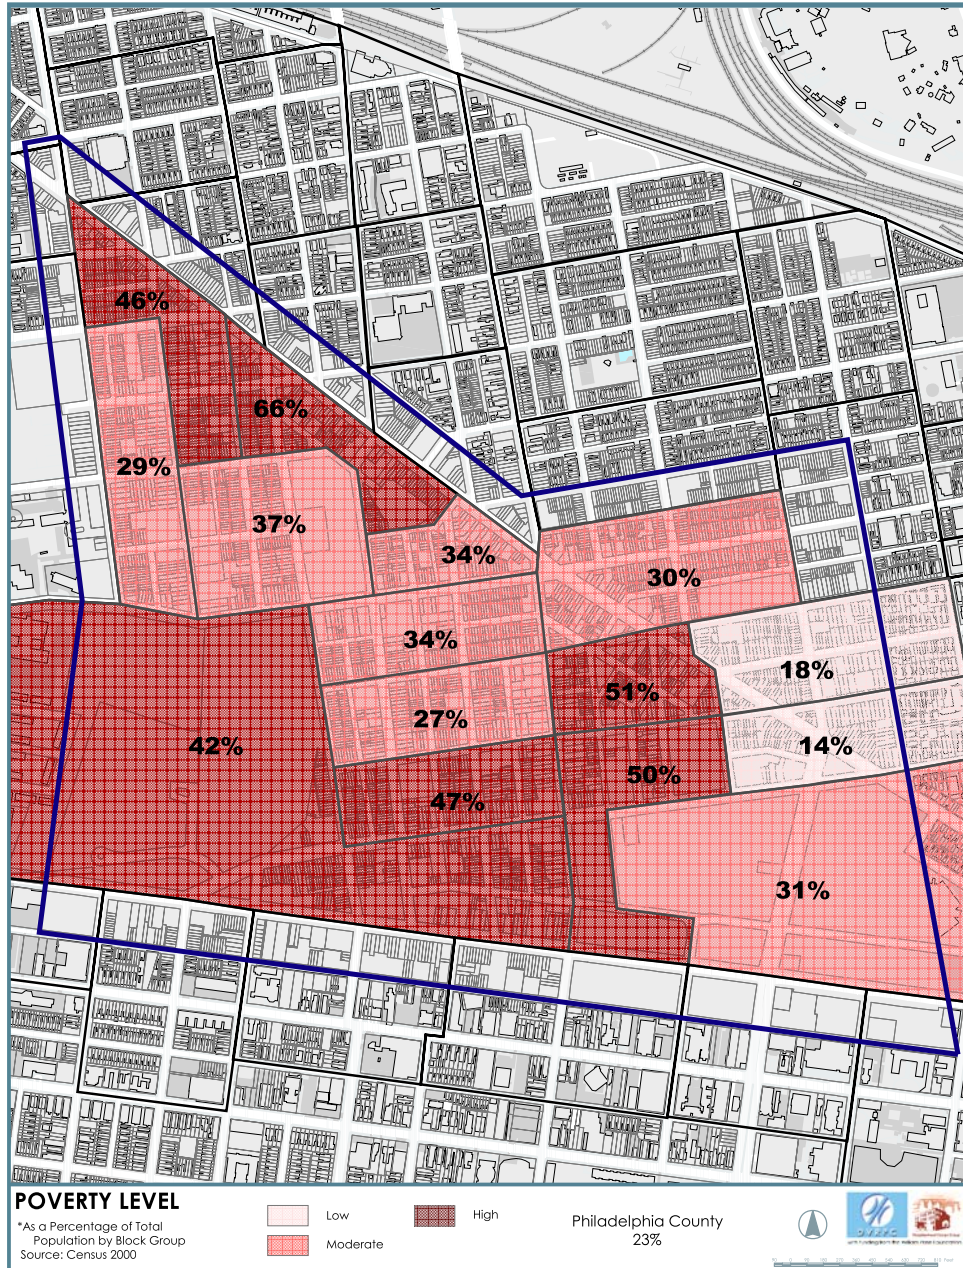 46%
66%
29%
37%
34%
30%
34%
18%
51%
27%
42%
14%
50%
47%
31%
POVERTY LEVEL
*As a Percentage of Total
Population by Block Group
Source: Census 2000
Low
High
Moderate
Philadelphia County
23%